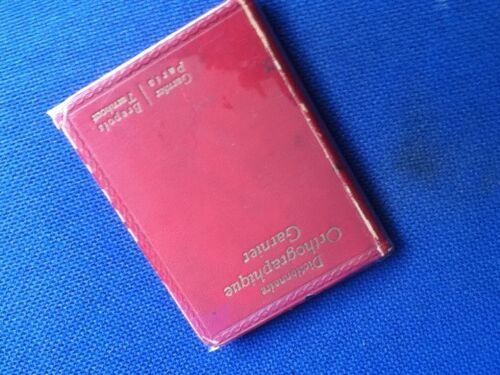 Dictionnaire
Orthographique
Garnier
Garnier | Brepols
Paris | Turnhout